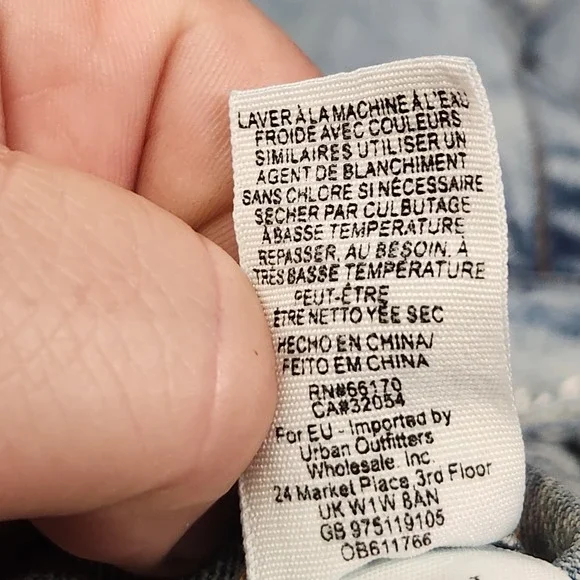 LAVER À LA MACHINE À L'EAU
FROIDE AVEC COULEURS
SIMILAIRES UTILISER UN
AGENT DE BLANCHIMENT
SANS CHLORE SI NÉCESSAIRE
SÉCHER PAR CULBUTAGE
À BASSE TEMPÉRATURE
REPASSER, AU BESOIN, À
TRÈS BASSE TEMPÉRATURE
PEUT-ÊTRE
ÊTRE NETTOYÉE SEC
HECHO EN CHINA/
FEITO EM CHINA
RN#66170
CA#32054
For EU - Imported by
Urban Outfitters
Wholesale Inc
24 Market Place 3rd Floor
UK W1W 8AN
GB 975119105
OB611766